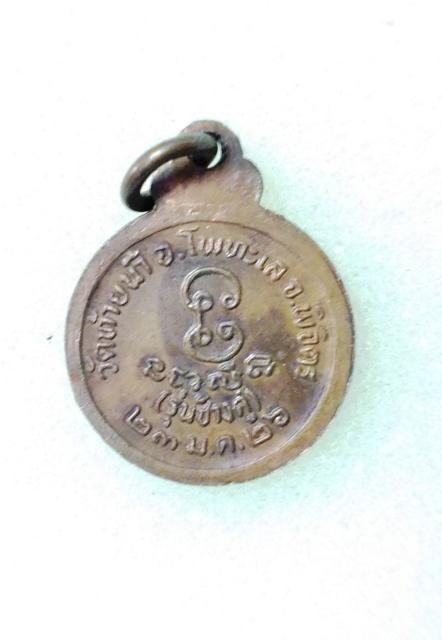 วัดท้ายน้ำ อ.โพทะเล จ.พิจิตร
(รุ่นช้างคู่)
๒๓ ม.ค.๒๖